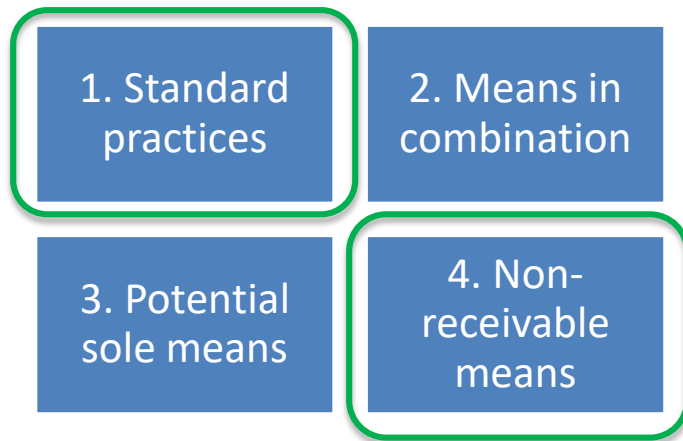 1. Standard
practices
2. Means in
combination
3. Potential
sole means
4. Non-
receivable
means